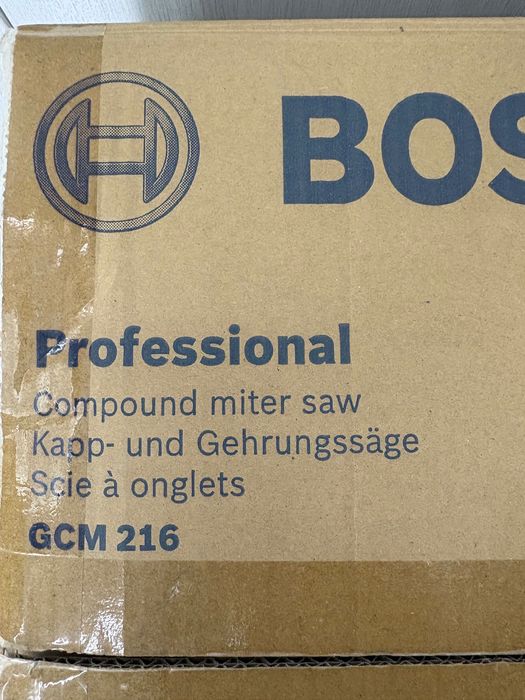 BOS
Professional
Compound miter saw
Kapp- und Gehrungssäge
Scie à onglets
GCM 216